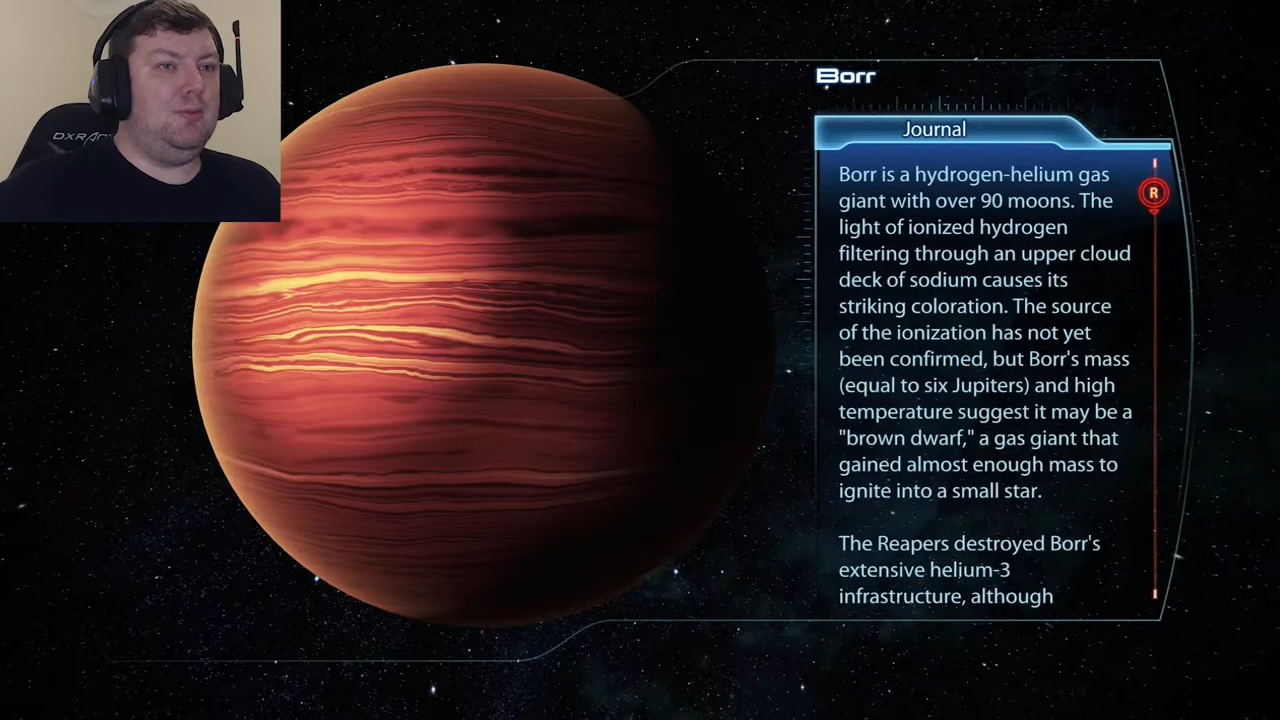 Borr
Journal
Borr is a hydrogen-helium gas
giant with over 90 moons. The
light of ionized hydrogen
filtering through an upper cloud
deck of sodium causes its
striking coloration. The source
of the ionization has not yet
been confirmed, but Borr's mass
(equal to six Jupiters) and high
temperature suggest it may be a
"brown dwarf," a gas giant that
gained almost enough mass to
ignite into a small star.
The Reapers destroyed Borr's
extensive helium-3
infrastructure, although
R